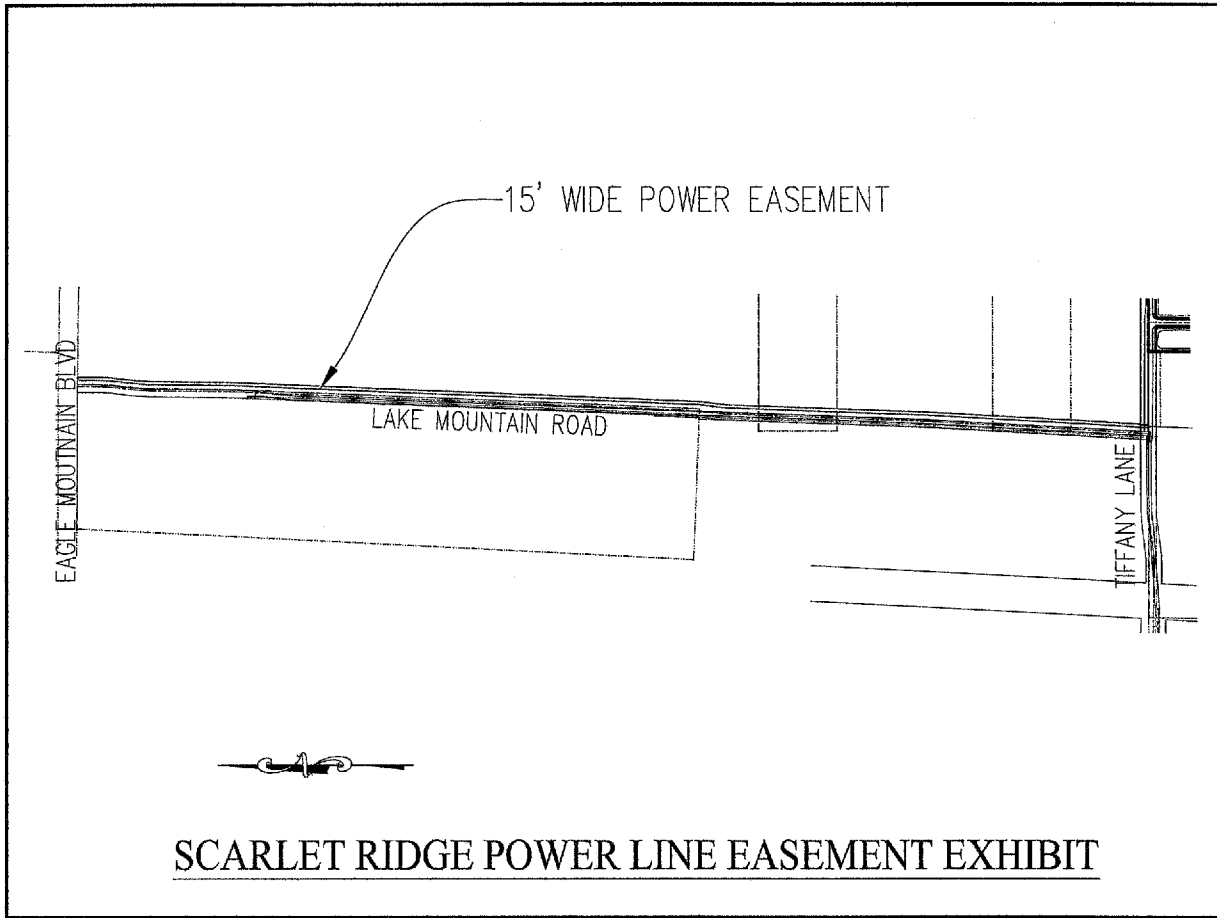 15' WIDE POWER EASEMENT
EAGLE MOUTNAIN BLVD
LAKE MOUNTAIN ROAD
TIFFANY LANE
SCARLET RIDGE POWER LINE EASEMENT EXHIBIT